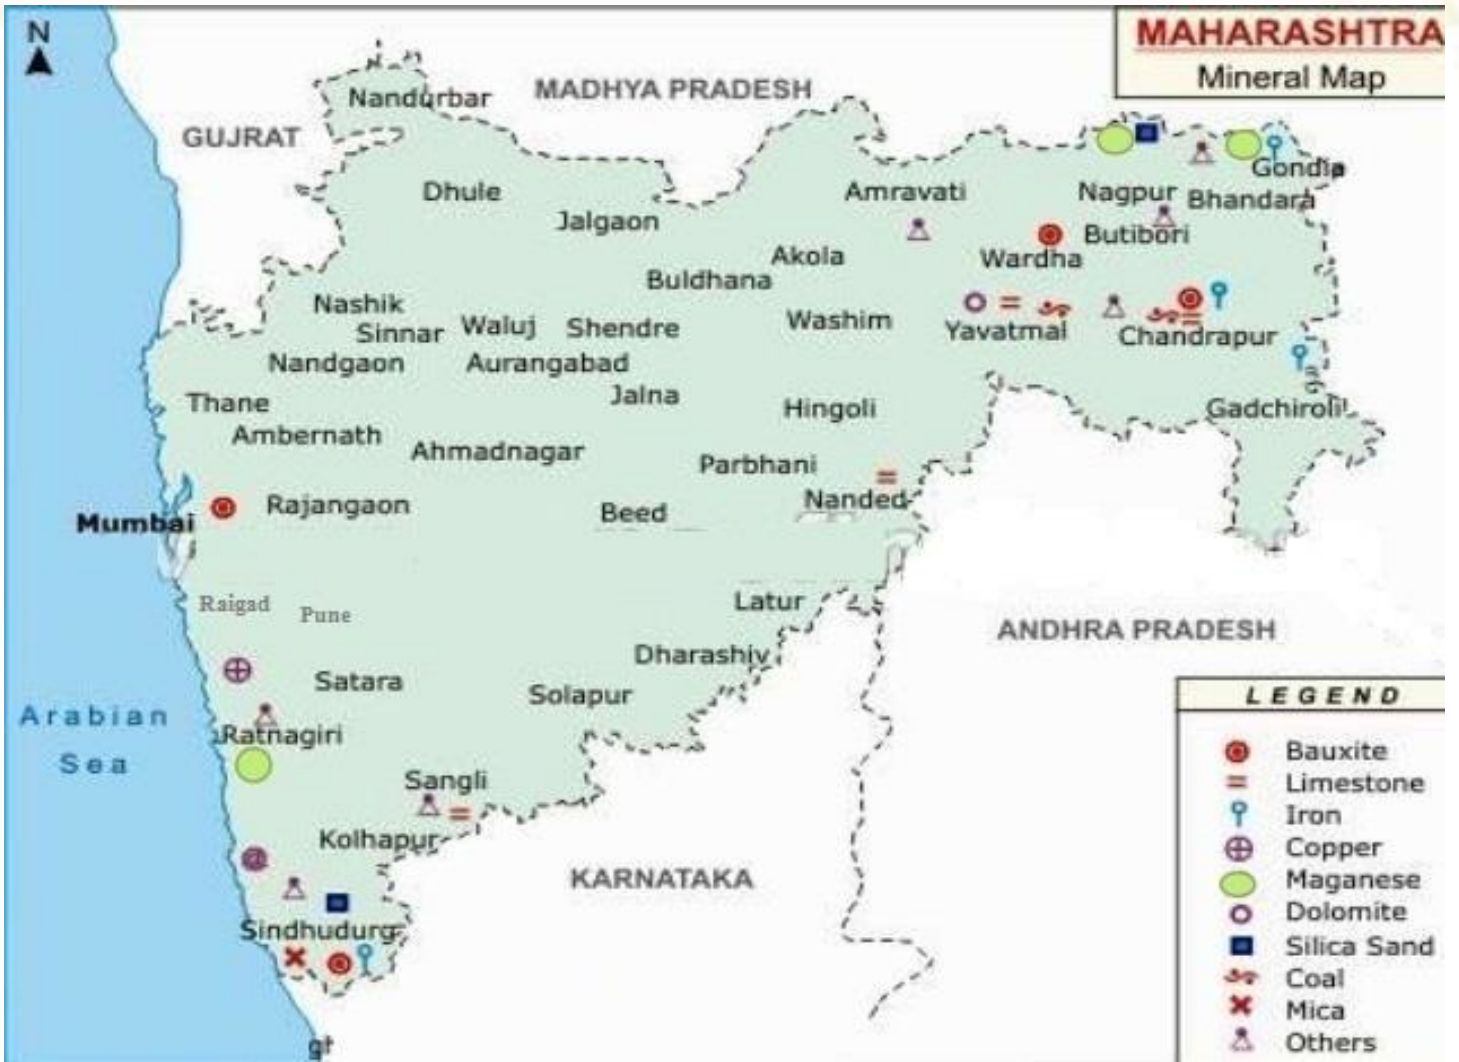 N
MAHARASHTRA
Mineral Map
Nandurbar
MADHYA PRADESH
GUJRAT
Gondia
Dhule
Amravati
Nagpur
Bhandara
Jalgaon
Butibori
Akola
Wardha
Buldhana
Nashik
Sinnar
Waluj
Shendre
Washim
Yavatmal
Chandrapur
Nandgaon
Aurangabad
Jalna
Thane
Hingoli
Gadchiroli
Ambernath
Ahmadnagar
Parbhani
Nanded
Rajangaon
Beed
Mumbai
Raigad
Pune
Latur
ANDHRA PRADESH
Dharashiv
Satara
Solapur
Arabian
Sea
Ratnagiri
Sangli
Kolhapur
KARNATAKA
Sindhudurg
gt
LEGEND
Bauxite
Limestone
Iron
Copper
Maganese
Dolomite
Silica Sand
Coal
Mica
Others